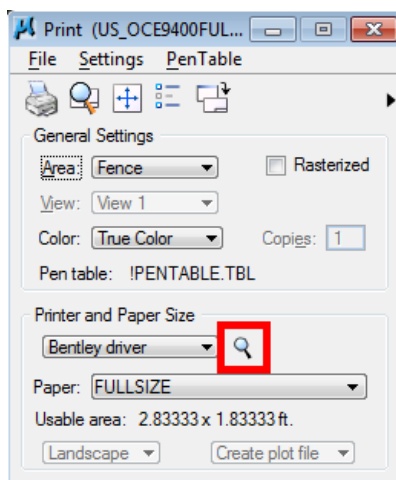 Print (US_OCE9400FUL...
File Settings PenTable
General Settings
Area: Fence Rasterized
View: View 1
Color: True Color Copies: 1
Pen table: !PENTABLE.TBL
Printer and Paper Size
Bentley driver
Paper: FULLSIZE
Usable area: 2.83333 x 1.83333 ft.
Landscape Create plot file